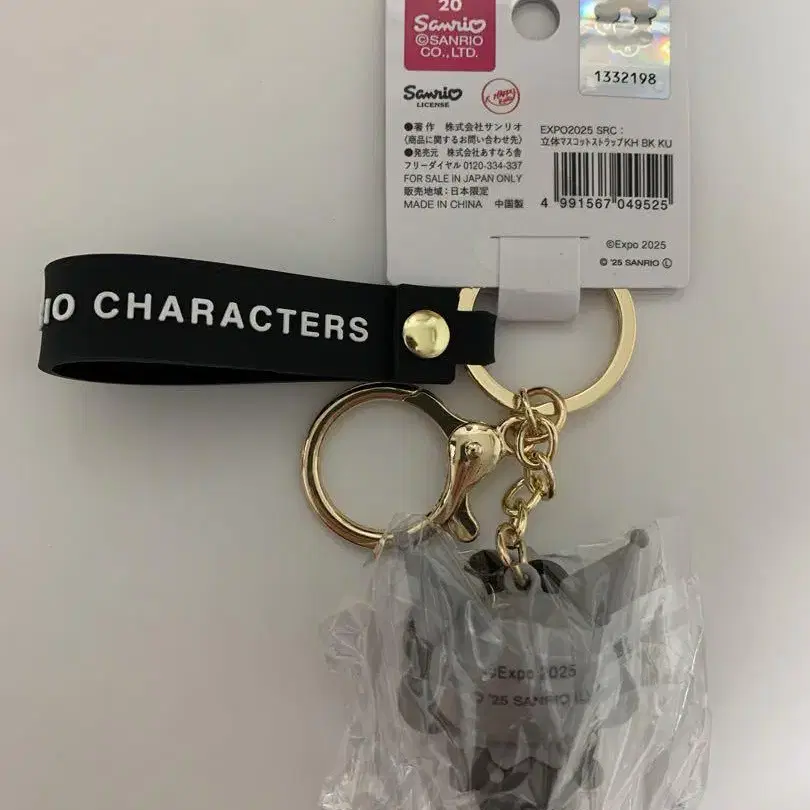 20
Sanrio
©SANRIO
CO., LTD.
1332198
Sanrio
LICENSE
●著作 株式会社サンリオ
(商品に関するお問い合わせ先)
●発売元 株式会社あすなろ舎
フリーダイヤル 0120-334-337
FOR SALE IN JAPAN ONLY
販売地域：日本限定
MADE IN CHINA 中国製
EXPO2025 SRC：
立体マスコットストラップKH BK KU
4 991567 049525
©Expo 2025
© '25 SANRIO Ⓛ
IO CHARACTERS
©Expo 2025
© '25 SANRIO